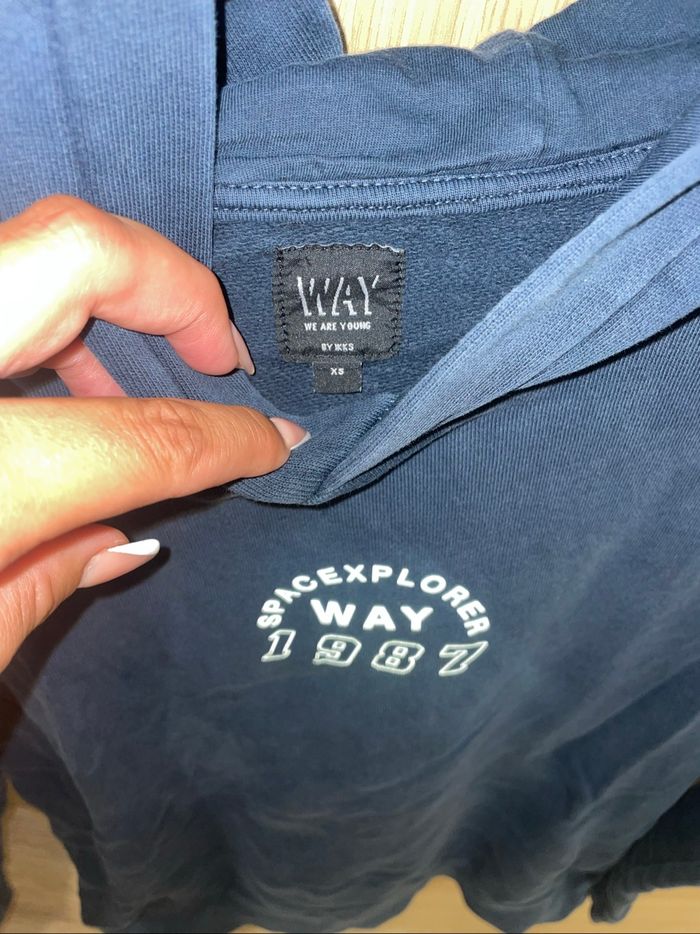 WAY
WE ARE YOUNG
BY IKKS
XS
SPACEXPLORER
WAY
1987